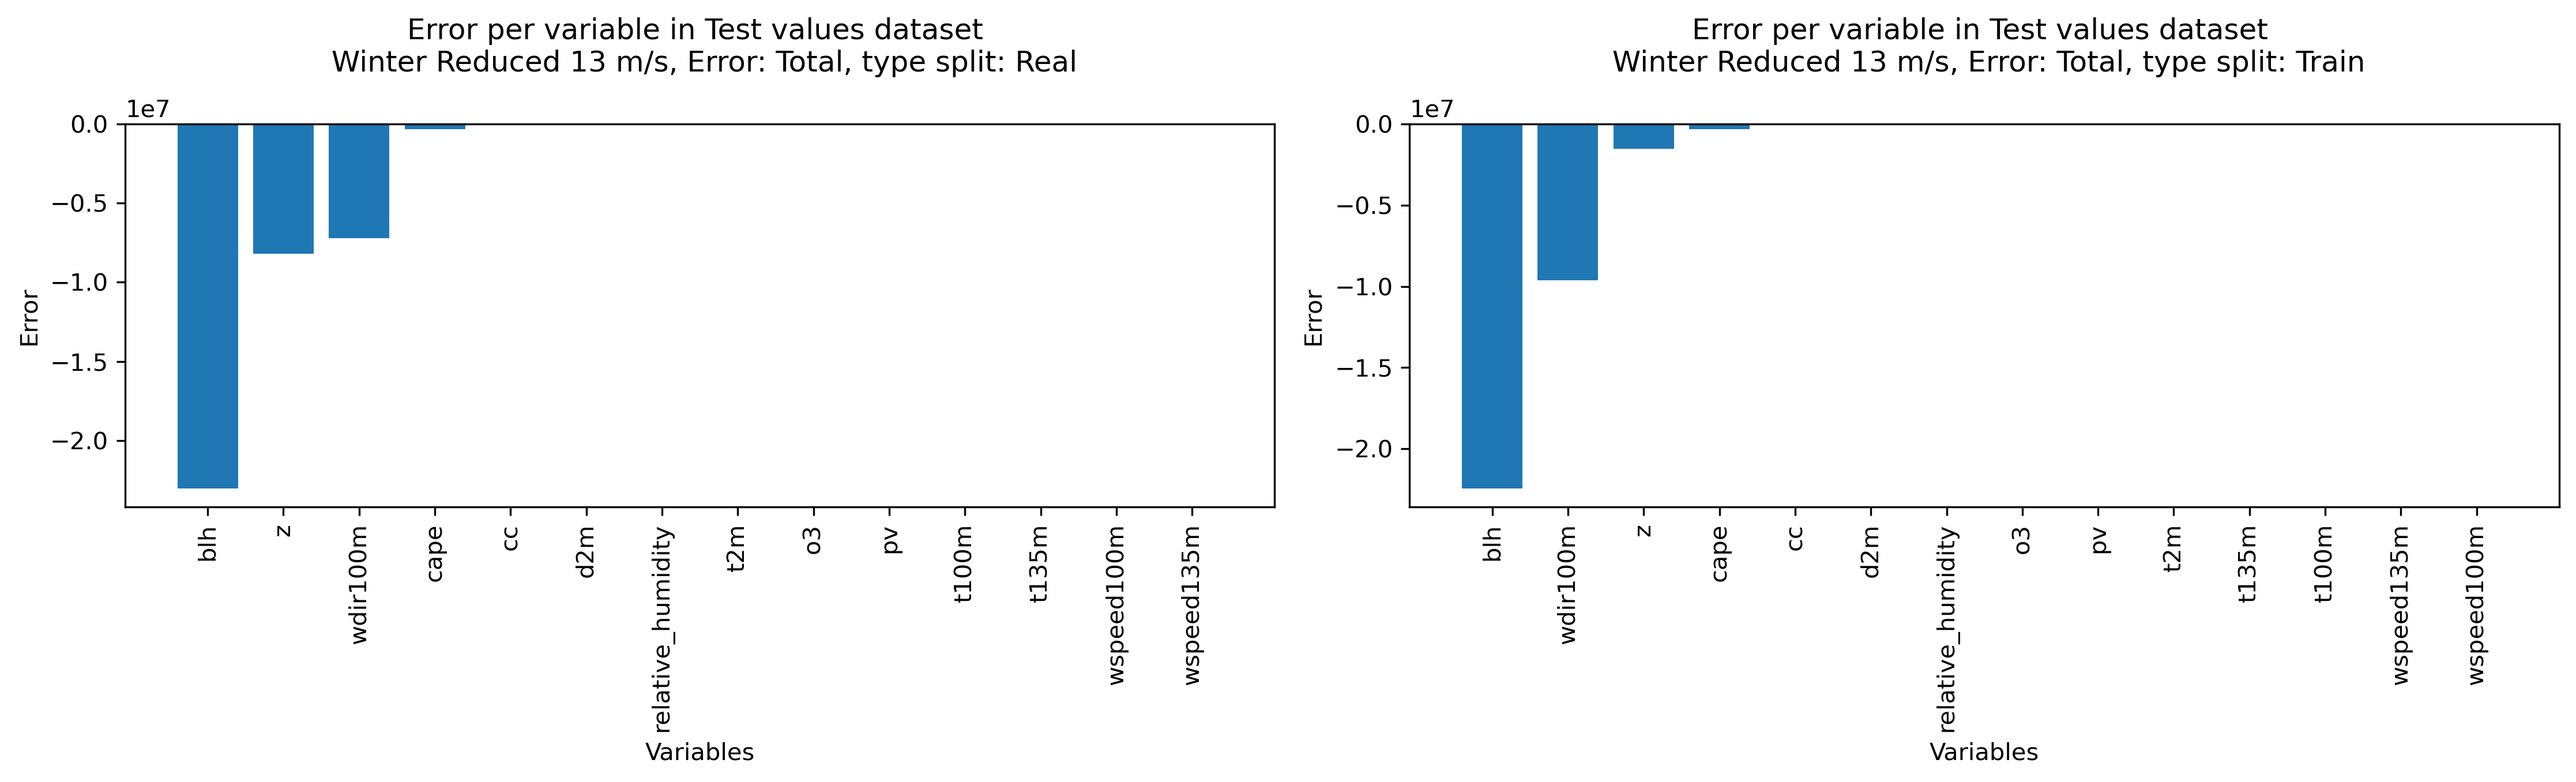 Error per variable in Test values dataset
Winter Reduced 13 m/s, Error: Total, type split: Real
1e7
0.0
−0.5
−1.0
−1.5
−2.0
Error
blh
z
wdir100m
cape
cc
d2m
relative_humidity
t2m
o3
pv
t100m
t135m
wspeed100m
wspeed135m
Variables
Error per variable in Test values dataset
Winter Reduced 13 m/s, Error: Total, type split: Train
1e7
0.0
−0.5
−1.0
−1.5
−2.0
Error
blh
wdir100m
z
cape
cc
d2m
relative_humidity
o3
pv
t2m
t135m
t100m
wspeed135m
wspeed100m
Variables